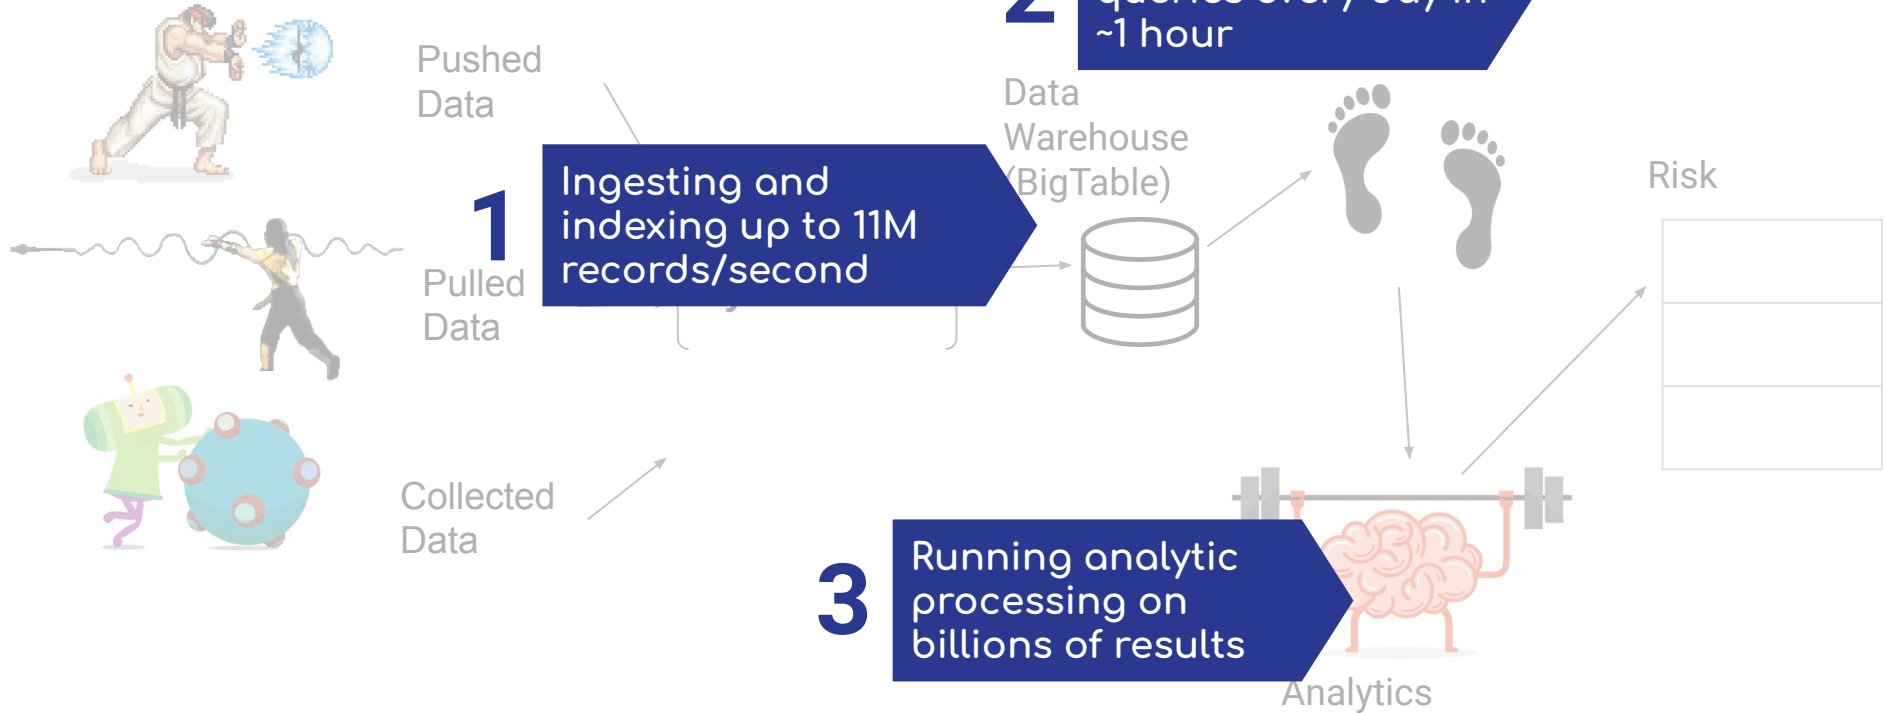 2
~1 hour
Pushed
Data
Data
Warehouse
(BigTable)
Risk
1
Ingesting and
indexing up to 11M
records/second
Pulled
Data
Collected
Data
3
Running analytic
processing on
billions of results
Analytics